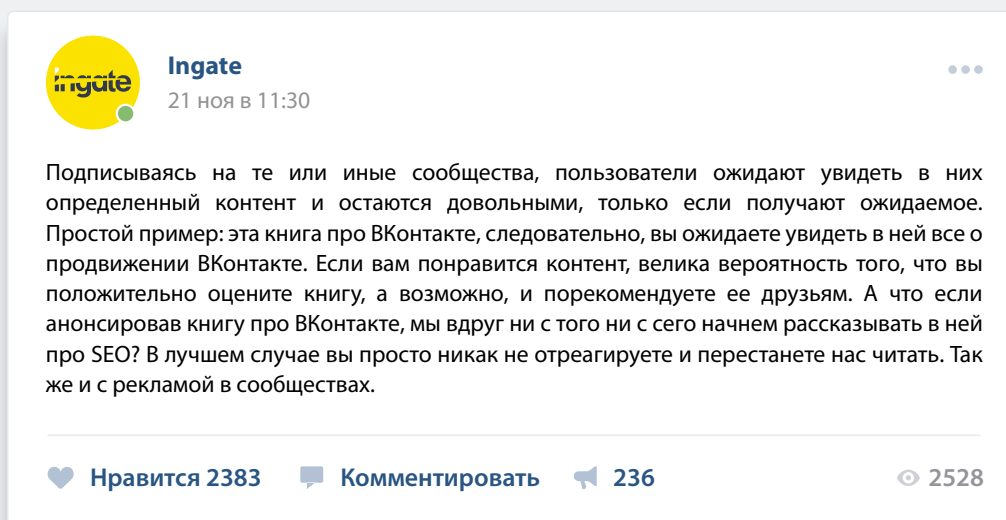 ingate
Ingate
21 ноя в 11:30
Подписываясь на те или иные сообщества, пользователи ожидают увидеть в них
определенный контент и остаются довольными, только если получают ожидаемое.
Простой пример: эта книга про ВКонтакте, следовательно, вы ожидаете увидеть в ней все о
продвижении ВКонтакте. Если вам понравится контент, велика вероятность того, что вы
положительно оцените книгу, а возможно, и порекомендуете ее друзьям. А что если
анонсировав книгу про ВКонтакте, мы вдруг ни с того ни с сего начнем рассказывать в ней
про SEO? В лучшем случае вы просто никак не отреагируете и перестанете нас читать. Так
же и с рекламой в сообществах.
Нравится 2383 Комментировать 236 2528